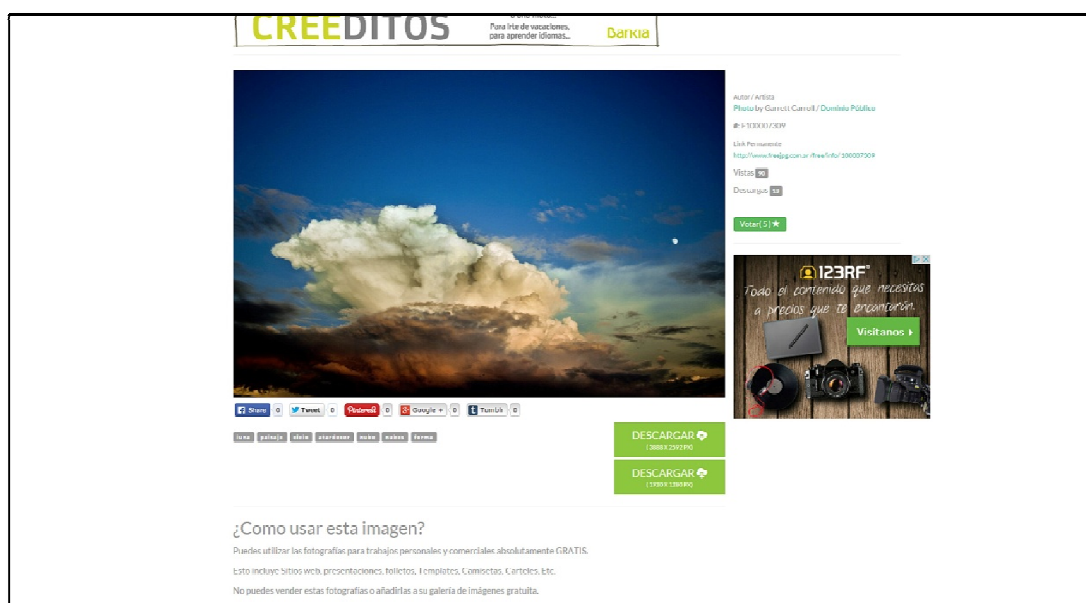 CREEDITOS
Para irte de vacaciones,
para aprender idiomas...
Bankia
Autor / Artista
Photo by Garrett Carroll / Dominio Público
Link Permanente
Vistas 90
Descargas
Votar( 5 )
123RF
Todo el contenido que necesitas
a precios que te encantarán.
Visitanos
Share 0 Tweet 0 Pinterest 0 Google + 0 Tumblr 0
luna paisaje cielo atardecer nube nubes forma
DESCARGAR
DESCARGAR
¿Como usar esta imagen?
Puedes utilizar las fotografías para trabajos personales y comerciales absolutamente GRATIS.
Esto incluye Sitios web, presentaciones, folletos, Templates, Camisetas, Carteles, Etc.
No puedes vender estas fotografías o añadirlas a su galería de imágenes gratuita.